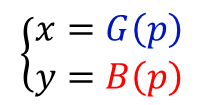 x = G(p)
y = B(p)